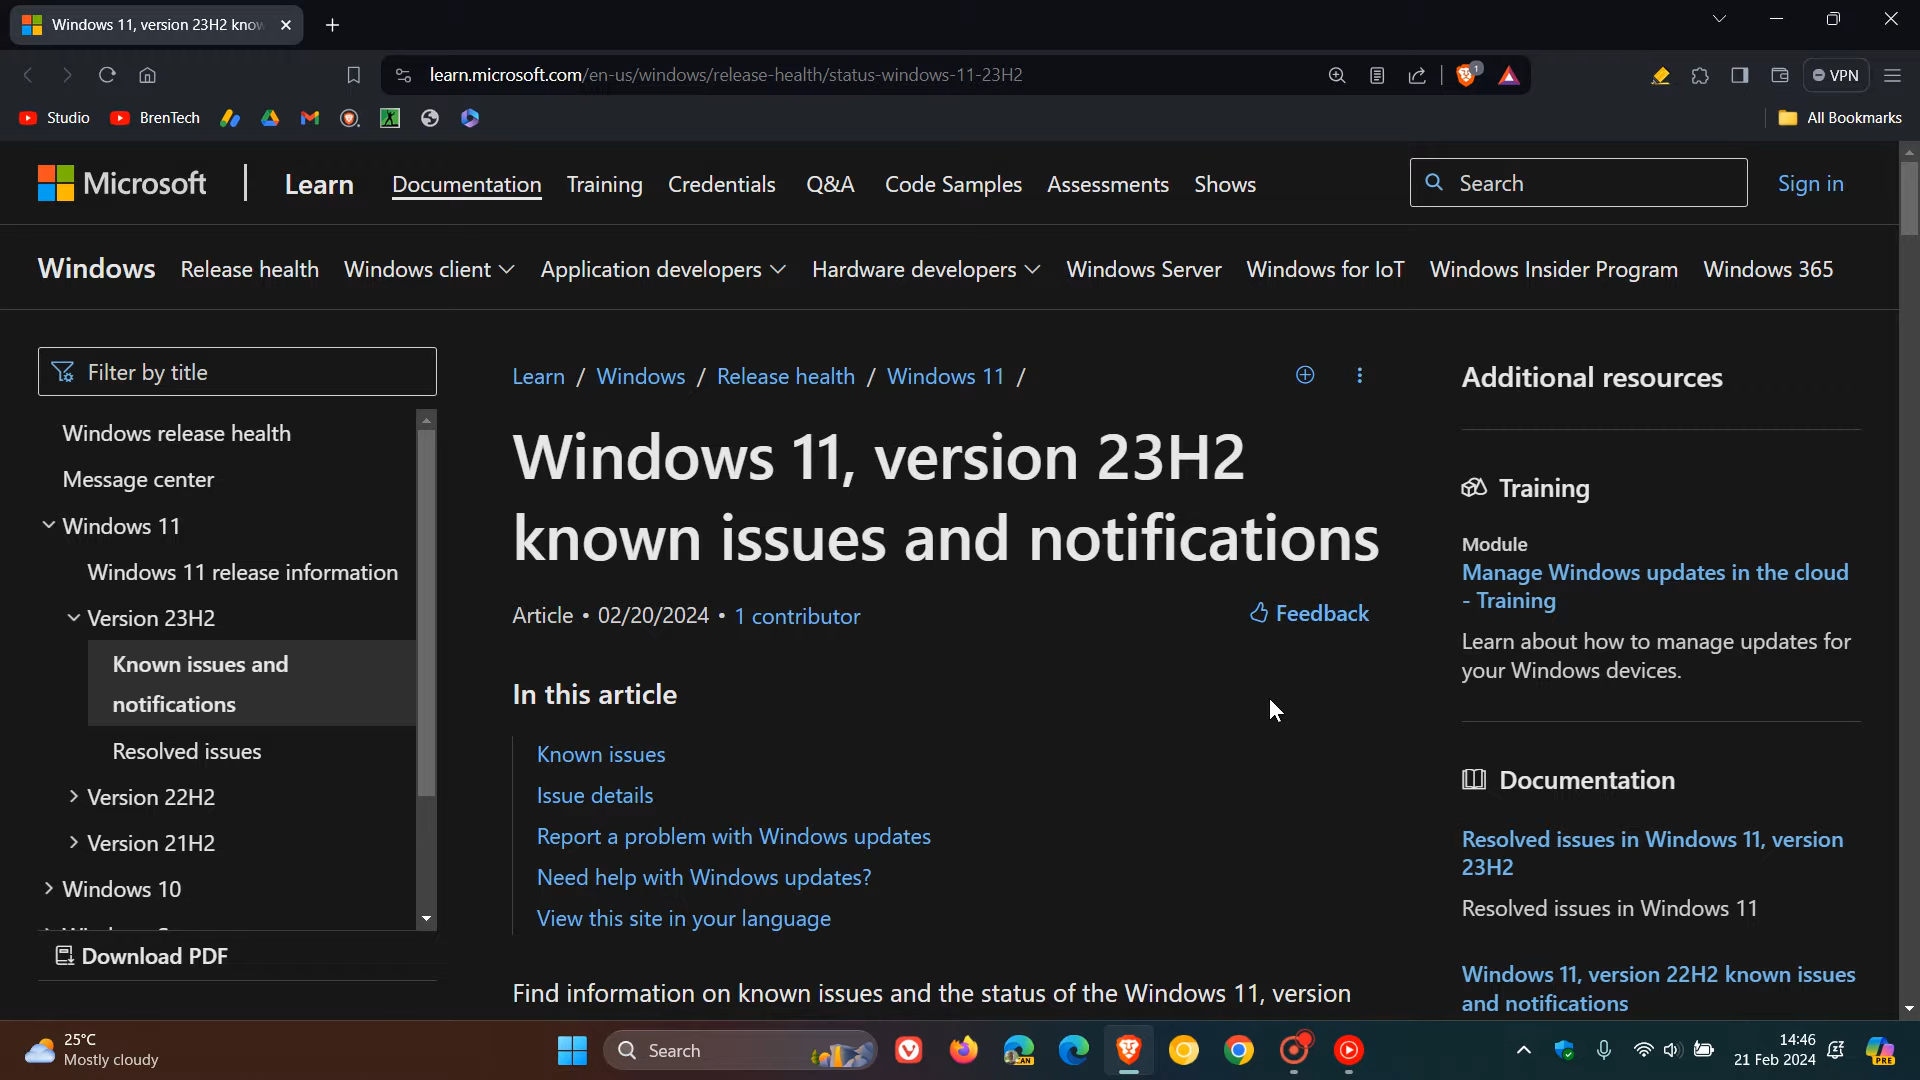 Windows 11, version 23H2 know
learn.microsoft.com/en-us/windows/release-health/status-windows-11-23H2
1
VPN
Studio
BrenTech
All Bookmarks
Microsoft
Learn
Documentation
Training
Credentials
Q&A
Code Samples
Assessments
Shows
Search
Sign in
Windows
Release health
Windows client
Application developers
Hardware developers
Windows Server
Windows for IoT
Windows Insider Program
Windows 365
Filter by title
Windows release health
Message center
Windows 11
Windows 11 release information
Version 23H2
Known issues and
notifications
Resolved issues
Version 22H2
Version 21H2
Windows 10
Download PDF
Learn / Windows / Release health / Windows 11 /
Windows 11, version 23H2
known issues and notifications
Article • 02/20/2024 • 1 contributor
Feedback
In this article
Known issues
Issue details
Report a problem with Windows updates
Need help with Windows updates?
View this site in your language
Find information on known issues and the status of the Windows 11, version
Additional resources
Training
Module
Manage Windows updates in the cloud
- Training
Learn about how to manage updates for
your Windows devices.
Documentation
Resolved issues in Windows 11, version
23H2
Resolved issues in Windows 11
Windows 11, version 22H2 known issues
and notifications
25°C
Mostly cloudy
Search
CAN
14:46
21 Feb 2024
PRE